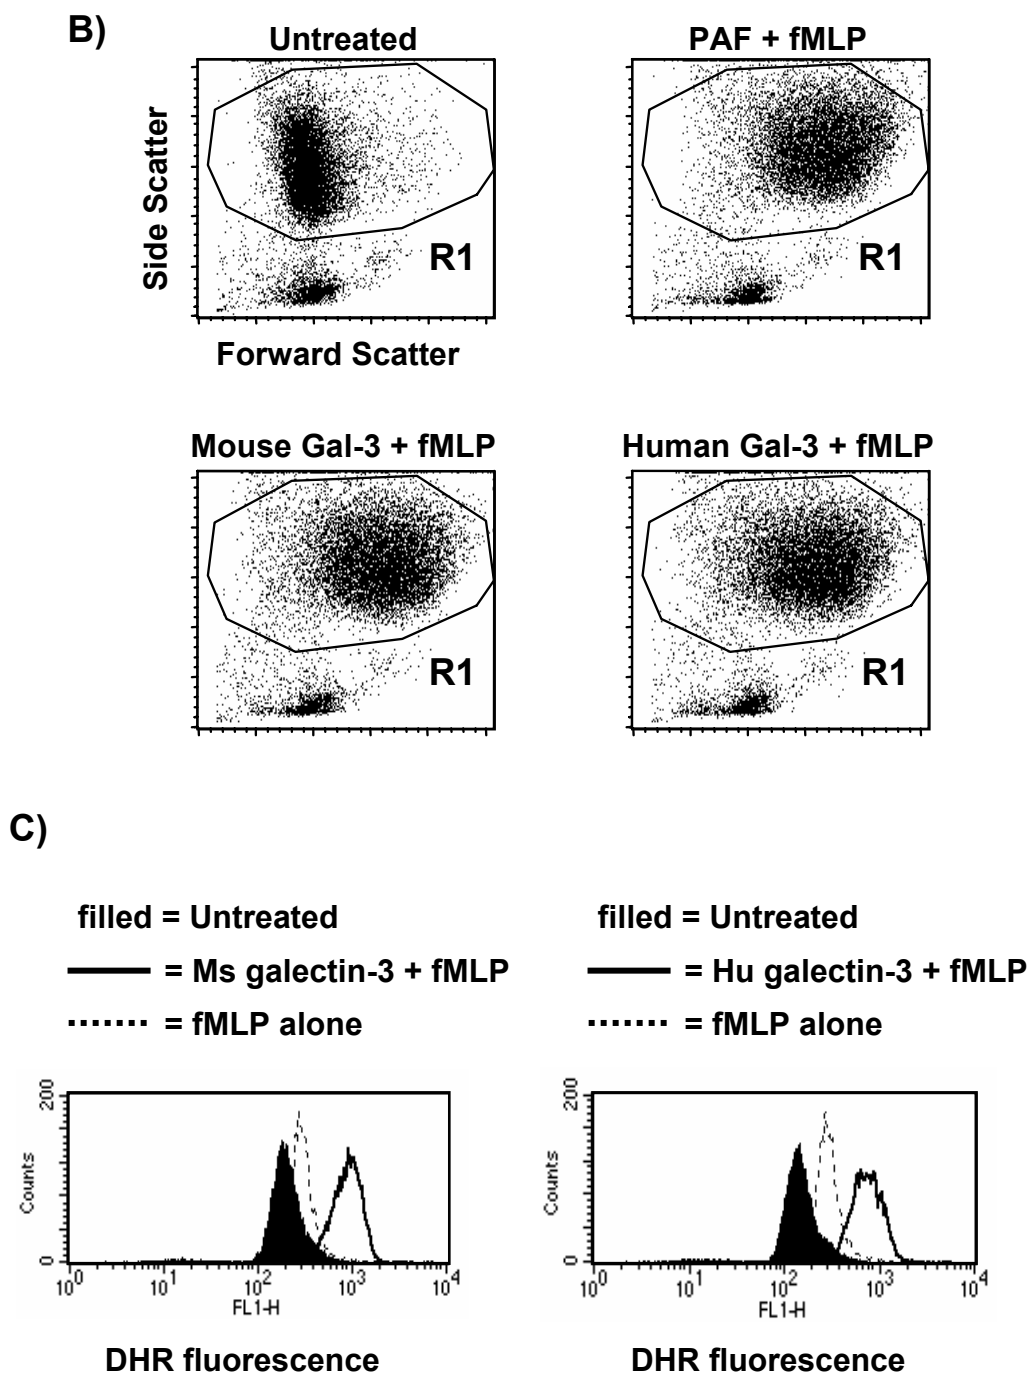 B)
Untreated
PAF + fMLP
Side Scatter
R1
R1
Forward Scatter
Mouse Gal-3 + fMLP
Human Gal-3 + fMLP
R1
R1
C)
filled = Untreated
= Ms galectin-3 + fMLP
= fMLP alone
filled = Untreated
= Hu galectin-3 + fMLP
= fMLP alone
200
Counts
0
10^0 10^1 10^2 10^3 10^4
FL1-H
DHR fluorescence
200
Counts
0
10^0 10^1 10^2 10^3 10^4
FL1-H
DHR fluorescence